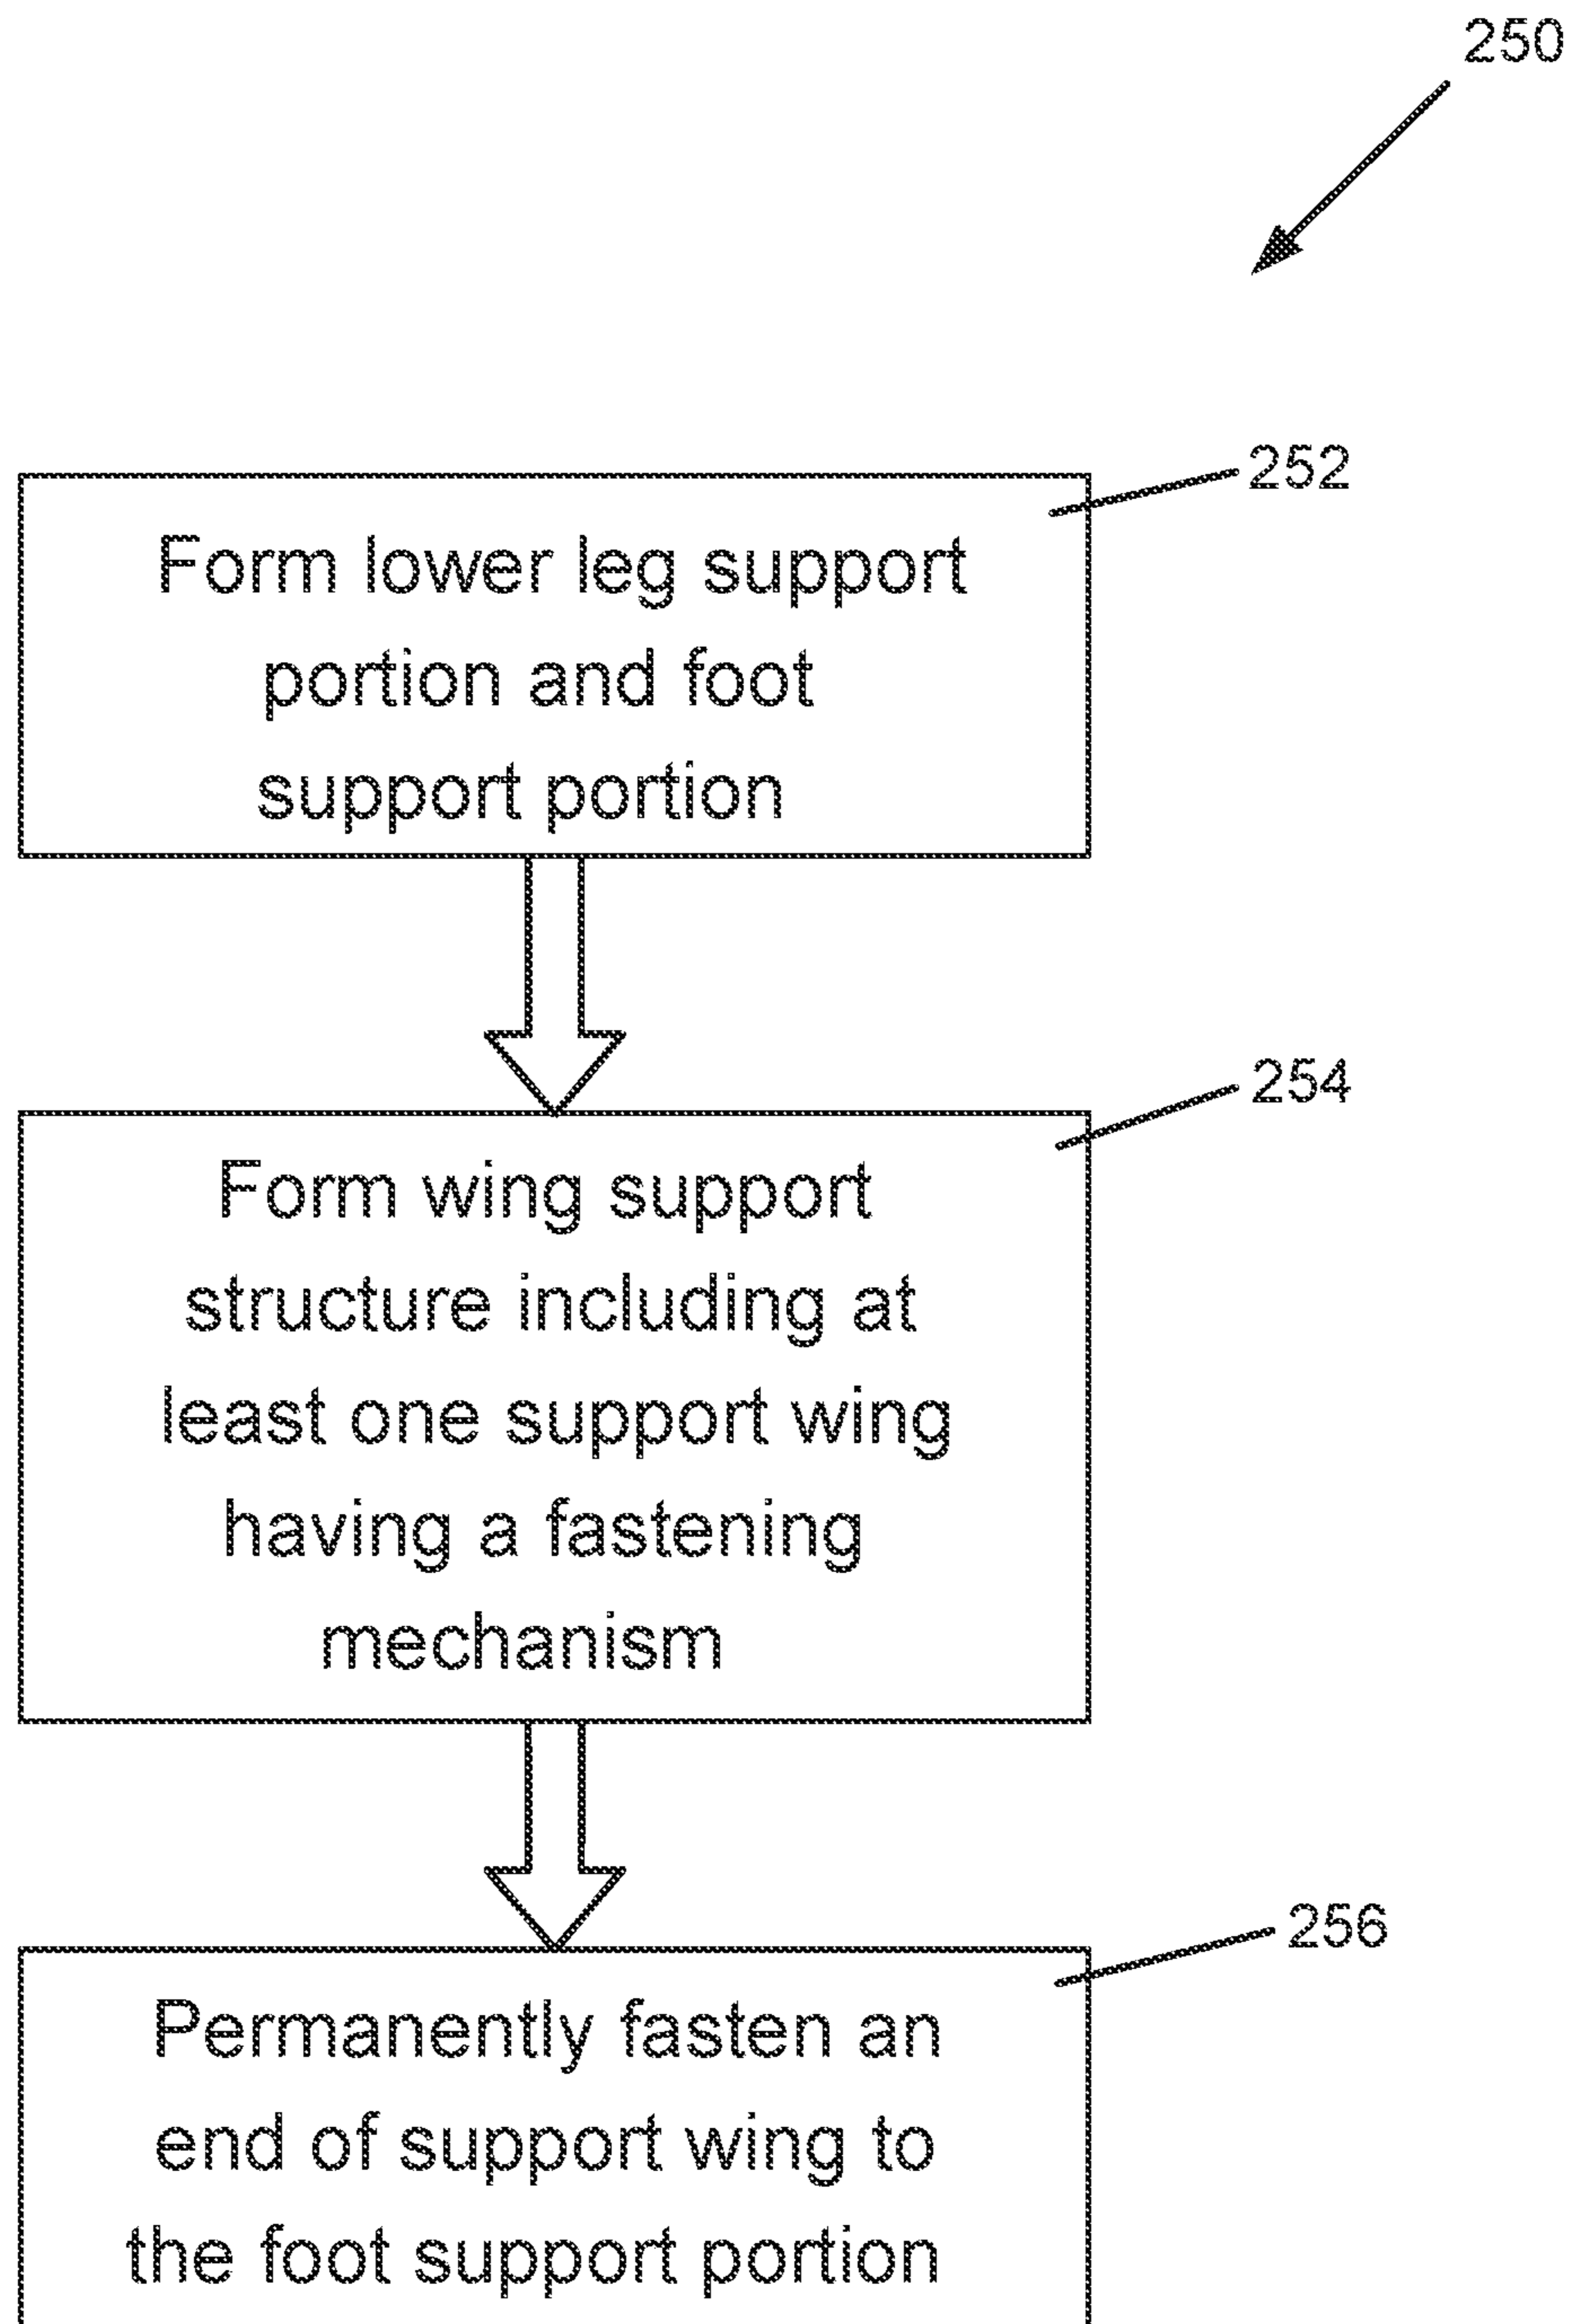 250
252
Form lower leg support
portion and foot
support portion
254
Form wing support
structure including at
least one support wing
having a fastening
mechanism
256
Permanently fasten an
end of support wing to
the foot support portion